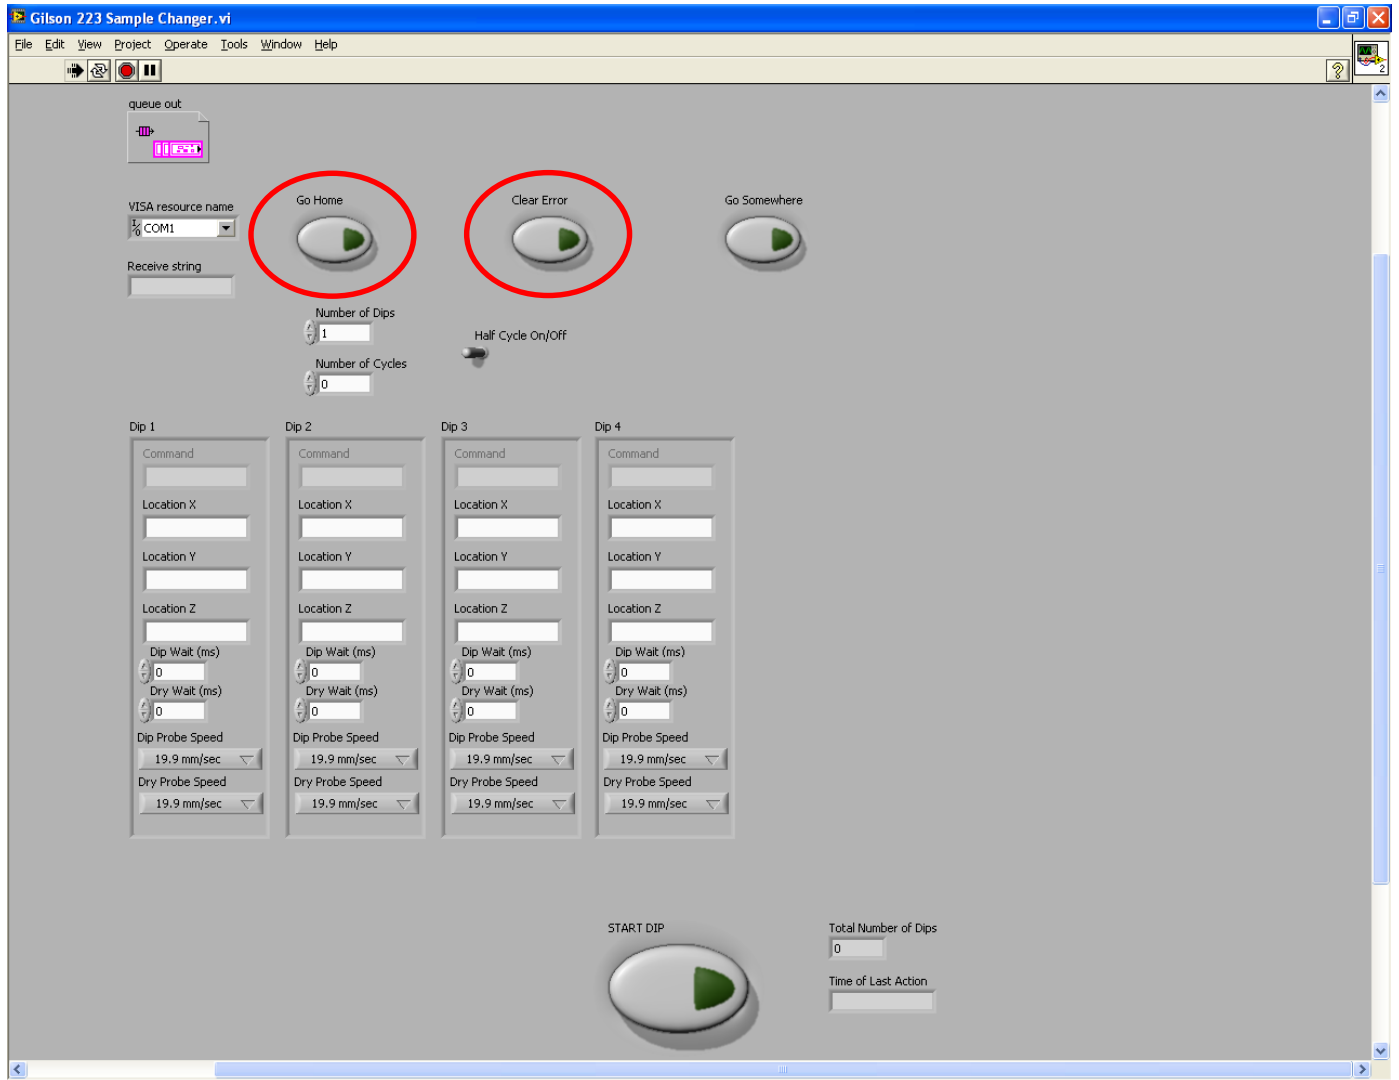 Gilson 223 Sample Changer.vi
File Edit View Project Operate Tools Window Help
2
queue out
VISA resource name
COM1
Receive string
Go Home
Clear Error
Go Somewhere
Number of Dips
1
Half Cycle On/Off
Number of Cycles
0
Dip 1
Command
Location X
Location Y
Location Z
Dip Wait (ms)
0
Dry Wait (ms)
0
Dip Probe Speed
19.9 mm/sec
Dry Probe Speed
19.9 mm/sec
Dip 2
Command
Location X
Location Y
Location Z
Dip Wait (ms)
0
Dry Wait (ms)
0
Dip Probe Speed
19.9 mm/sec
Dry Probe Speed
19.9 mm/sec
Dip 3
Command
Location X
Location Y
Location Z
Dip Wait (ms)
0
Dry Wait (ms)
0
Dip Probe Speed
19.9 mm/sec
Dry Probe Speed
19.9 mm/sec
Dip 4
Command
Location X
Location Y
Location Z
Dip Wait (ms)
0
Dry Wait (ms)
0
Dip Probe Speed
19.9 mm/sec
Dry Probe Speed
19.9 mm/sec
START DIP
Total Number of Dips
0
Time of Last Action